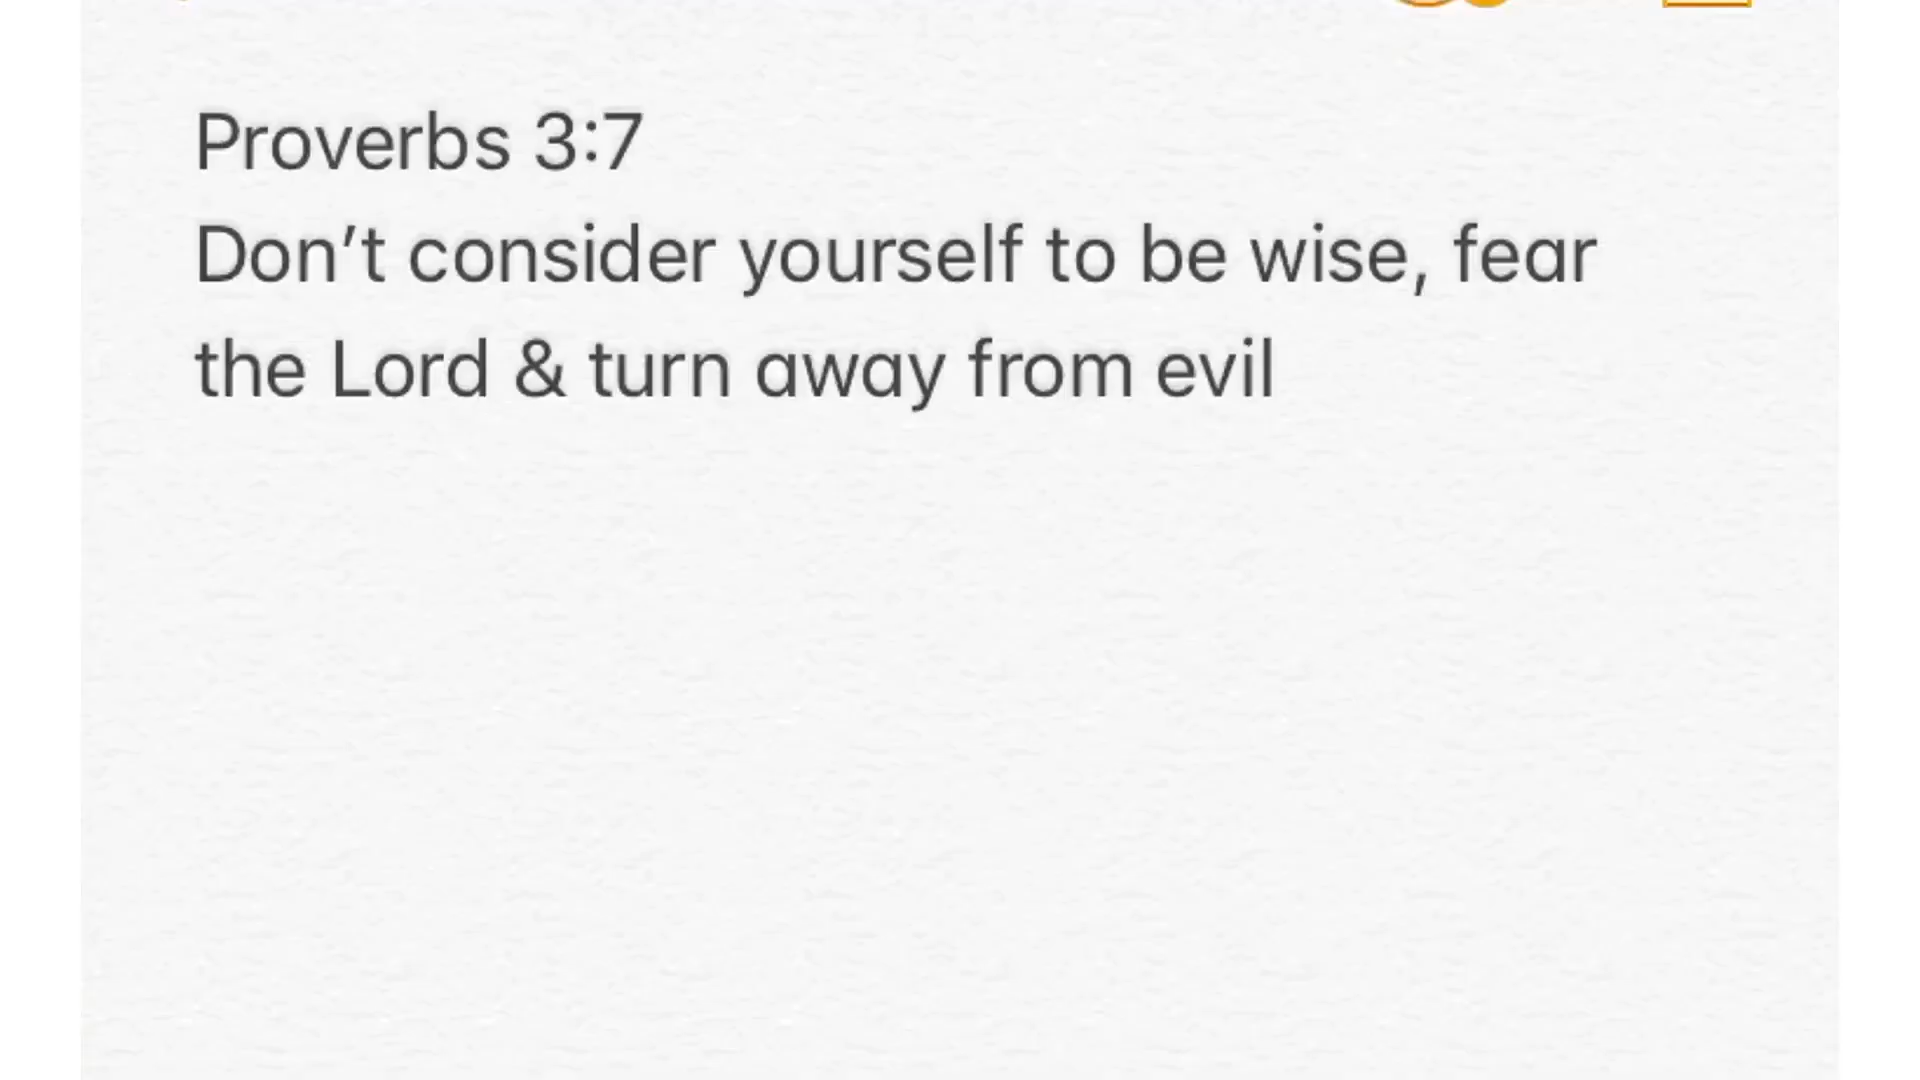 Proverbs 3:7
Don’t consider yourself to be wise, fear
the Lord & turn away from evil